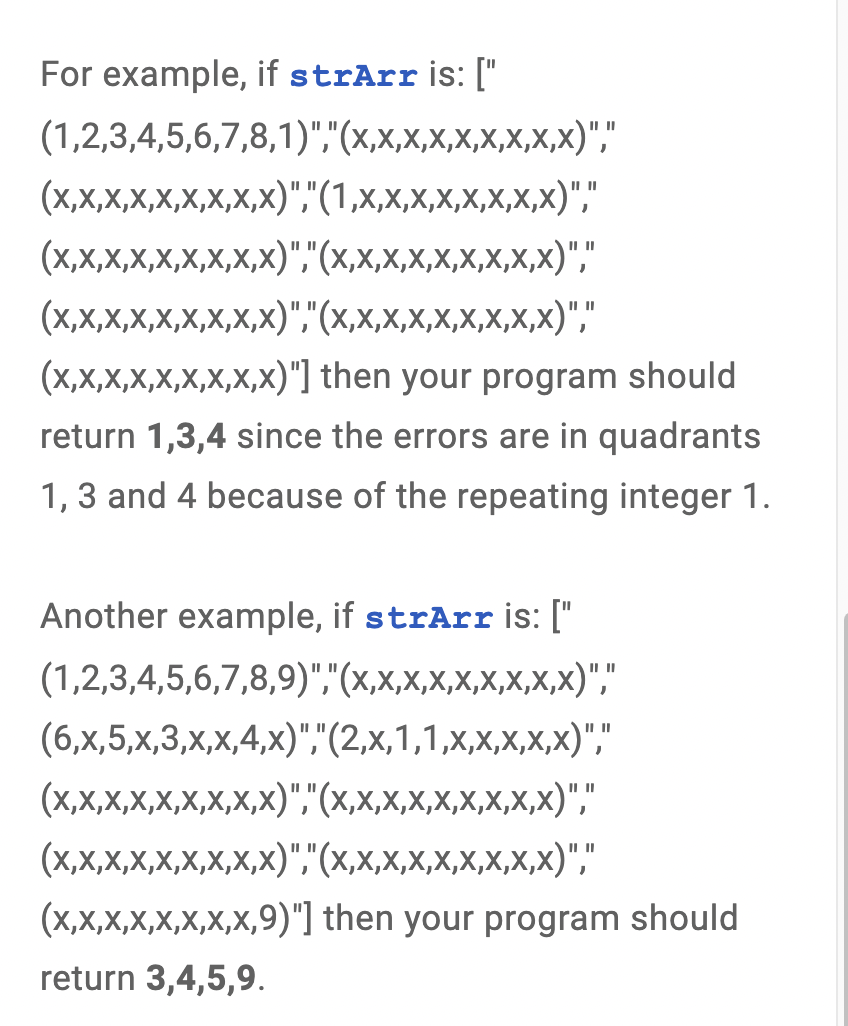 For example, if strArr is: ["
(1,2,3,4,5,6,7,8,1)","(x,x,x,x,x,x,x,x,x)","
(x,x,x,x,x,x,x,x,x)","(1,x,x,x,x,x,x,x,x)","
(x,x,x,x,x,x,x,x,x)","(x,x,x,x,x,x,x,x,x)","
(x,x,x,x,x,x,x,x,x)","(x,x,x,x,x,x,x,x,x)","
(x,x,x,x,x,x,x,x,x)"] then your program should
return 1,3,4 since the errors are in quadrants
1, 3 and 4 because of the repeating integer 1.
Another example, if strArr is: ["
(1,2,3,4,5,6,7,8,9)","(x,x,x,x,x,x,x,x,x)","
(6,x,5,x,3,x,x,4,x)","(2,x,1,1,x,x,x,x,x)","
(x,x,x,x,x,x,x,x,x)","(x,x,x,x,x,x,x,x,x)","
(x,x,x,x,x,x,x,x,x)","(x,x,x,x,x,x,x,x,x)","
(x,x,x,x,x,x,x,x,9)"] then your program should
return 3,4,5,9.